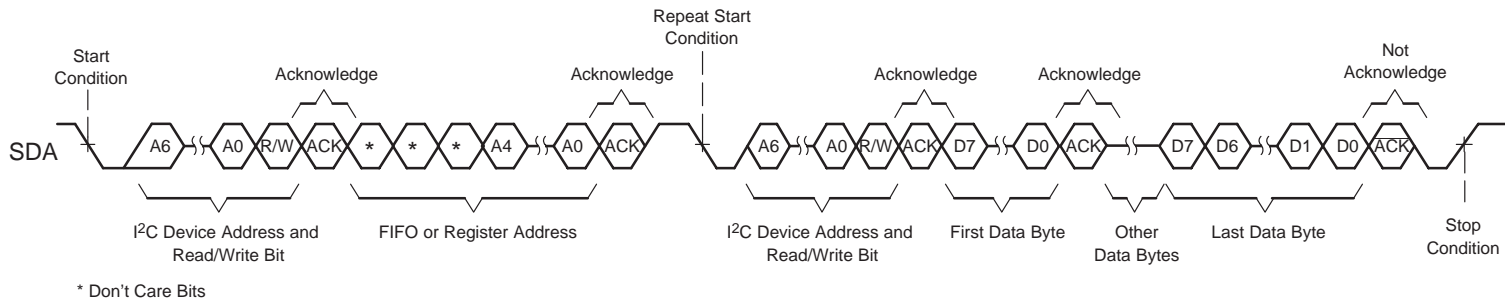 Repeat Start
Condition
Start
Condition
Not
Acknowledge
Acknowledge
Acknowledge
Acknowledge
Acknowledge
SDA
A6 A0 R/W ACK * * * A4 A0 ACK A6 A0 R/W ACK D7 D0 ACK D7 D6 D1 D0 ACK
I²C Device Address and
Read/Write Bit
FIFO or Register Address
I²C Device Address and
Read/Write Bit
First Data Byte
Other
Data Bytes
Last Data Byte
Stop
Condition
* Don't Care Bits